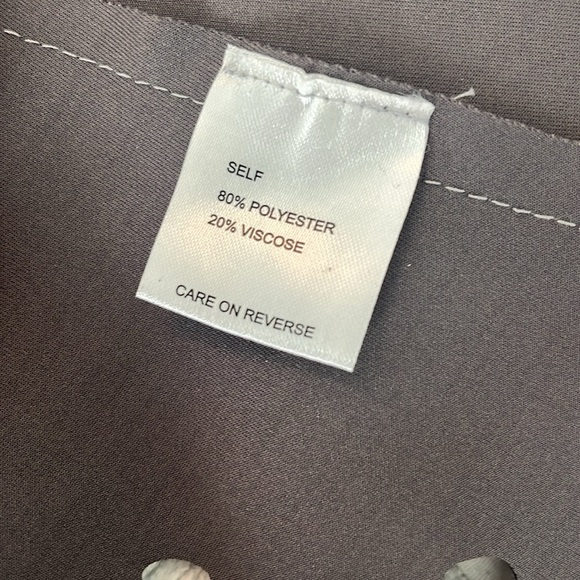 SELF
80% POLYESTER
20% VISCOSE
CARE ON REVERSE